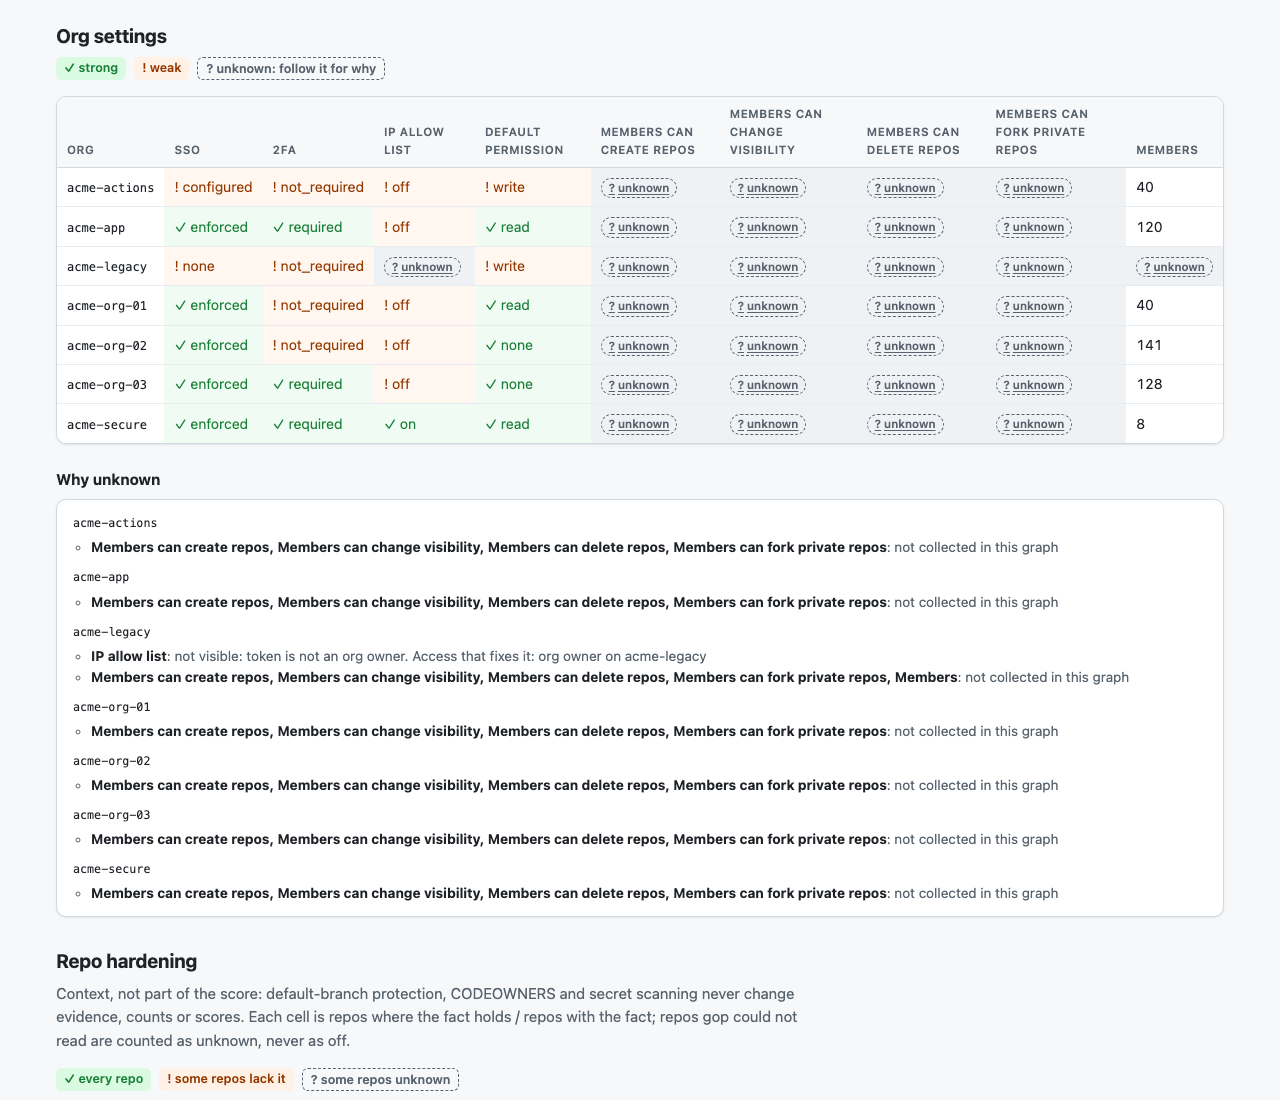 Org settings
✓ strong ! weak ? unknown: follow it for why
ORG SSO 2FA IP ALLOW LIST DEFAULT PERMISSION MEMBERS CAN CREATE REPOS MEMBERS CAN CHANGE VISIBILITY MEMBERS CAN DELETE REPOS MEMBERS CAN FORK PRIVATE REPOS MEMBERS
acme-actions ! configured ! not_required ! off ! write ? unknown ? unknown ? unknown ? unknown 40
acme-app ✓ enforced ✓ required ! off ✓ read ? unknown ? unknown ? unknown ? unknown 120
acme-legacy ! none ! not_required ? unknown ! write ? unknown ? unknown ? unknown ? unknown ? unknown
acme-org-01 ✓ enforced ! not_required ! off ✓ read ? unknown ? unknown ? unknown ? unknown 40
acme-org-02 ✓ enforced ! not_required ! off ✓ none ? unknown ? unknown ? unknown ? unknown 141
acme-org-03 ✓ enforced ✓ required ! off ✓ none ? unknown ? unknown ? unknown ? unknown 128
acme-secure ✓ enforced ✓ required ✓ on ✓ read ? unknown ? unknown ? unknown ? unknown 8
Why unknown
acme-actions
Members can create repos, Members can change visibility, Members can delete repos, Members can fork private repos: not collected in this graph
acme-app
Members can create repos, Members can change visibility, Members can delete repos, Members can fork private repos: not collected in this graph
acme-legacy
IP allow list: not visible: token is not an org owner. Access that fixes it: org owner on acme-legacy
Members can create repos, Members can change visibility, Members can delete repos, Members can fork private repos, Members: not collected in this graph
acme-org-01
Members can create repos, Members can change visibility, Members can delete repos, Members can fork private repos: not collected in this graph
acme-org-02
Members can create repos, Members can change visibility, Members can delete repos, Members can fork private repos: not collected in this graph
acme-org-03
Members can create repos, Members can change visibility, Members can delete repos, Members can fork private repos: not collected in this graph
acme-secure
Members can create repos, Members can change visibility, Members can delete repos, Members can fork private repos: not collected in this graph
Repo hardening
Context, not part of the score: default-branch protection, CODEOWNERS and secret scanning never change
evidence, counts or scores. Each cell is repos where the fact holds / repos with the fact; repos gop could not
read are counted as unknown, never as off.
✓ every repo ! some repos lack it ? some repos unknown